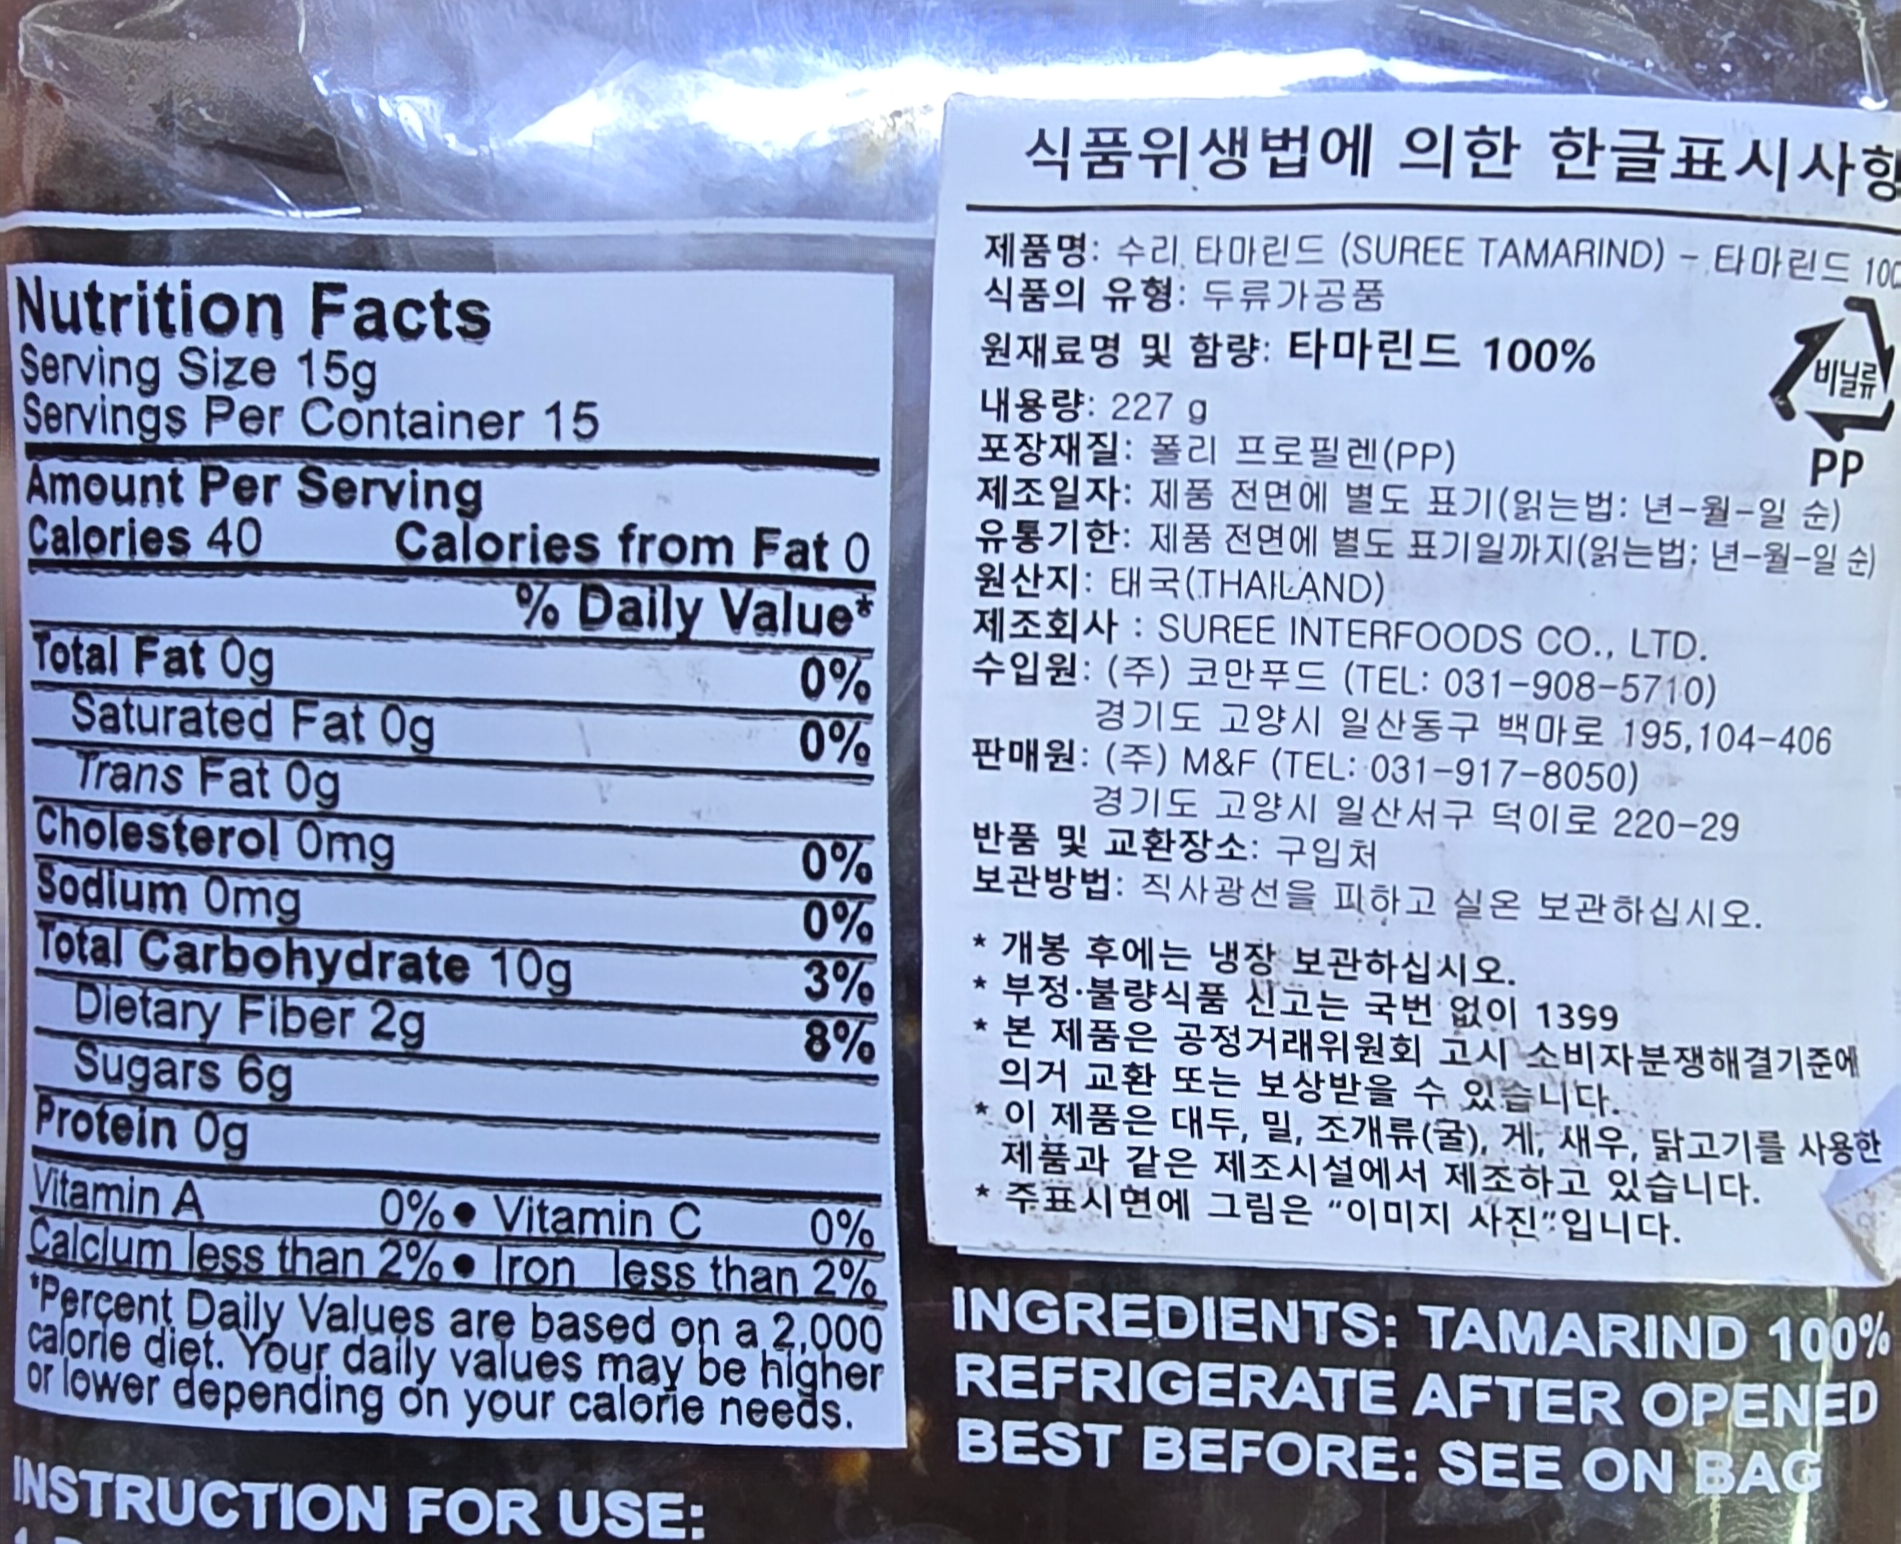 Nutrition Facts
Serving Size 15g
Servings Per Container 15
Amount Per Serving
Calories 40 Calories from Fat 0
% Daily Value*
Total Fat 0g 0%
Saturated Fat 0g 0%
Trans Fat 0g
Cholesterol 0mg 0%
Sodium 0mg 0%
Total Carbohydrate 10g 3%
Dietary Fiber 2g 8%
Sugars 6g
Protein 0g
Vitamin A 0% • Vitamin C 0%
Calcium less than 2% • Iron less than 2%
*Percent Daily Values are based on a 2,000
calorie diet. Your daily values may be higher
or lower depending on your calorie needs.
INSTRUCTION FOR USE:
식품위생법에 의한 한글표시사항
제품명: 수리 타마린드 (SUREE TAMARIND) - 타마린드 100
식품의 유형: 두류가공품
원재료명 및 함량: 타마린드 100%
내용량: 227 g
포장재질: 폴리 프로필렌(PP)
제조일자: 제품 전면에 별도 표기(읽는법: 년-월-일 순)
유통기한: 제품 전면에 별도 표기일까지(읽는법: 년-월-일 순)
원산지: 태국(THAILAND)
제조회사 : SUREE INTERFOODS CO., LTD.
수입원: (주) 코만푸드 (TEL: 031-908-5710)
경기도 고양시 일산동구 백마로 195,104-406
판매원: (주) M&F (TEL: 031-917-8050)
경기도 고양시 일산서구 덕이로 220-29
반품 및 교환장소: 구입처
보관방법: 직사광선을 피하고 실온 보관하십시오.
* 개봉 후에는 냉장 보관하십시오.
* 부정·불량식품 신고는 국번 없이 1399
* 본 제품은 공정거래위원회 고시 소비자분쟁해결기준에
의거 교환 또는 보상받을 수 있습니다.
* 이 제품은 대두, 밀, 조개류(굴), 게, 새우, 닭고기를 사용한
제품과 같은 제조시설에서 제조하고 있습니다.
* 주표시면에 그림은 "이미지 사진"입니다.
비닐류
PP
INGREDIENTS: TAMARIND 100%
REFRIGERATE AFTER OPENED
BEST BEFORE: SEE ON BAG